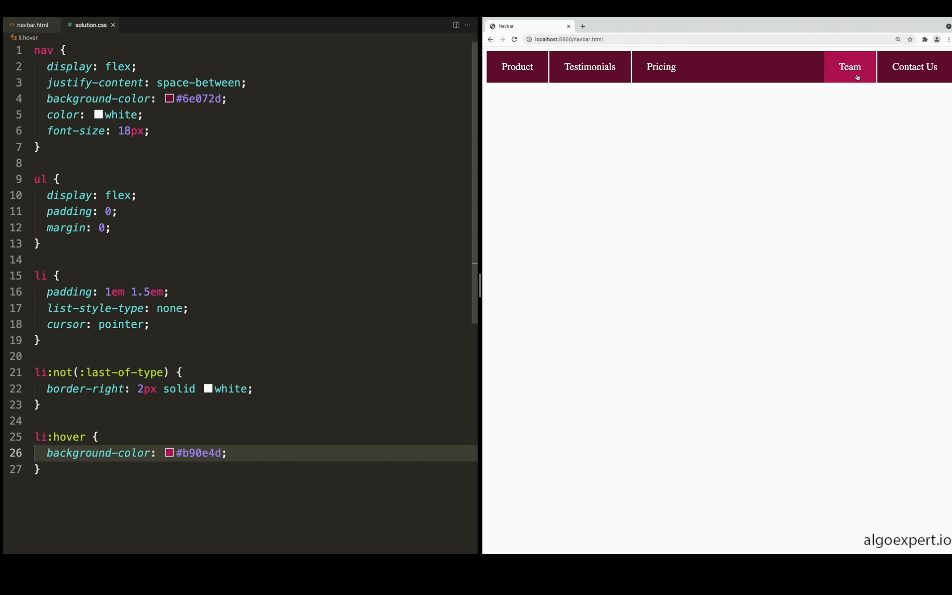 navbar.html
# solution.css ×
li:hover
1 nav {
2 display: flex;
3 justify-content: space-between;
4 background-color: #6e072d;
5 color: white;
6 font-size: 18px;
7 }
8
9 ul {
10 display: flex;
11 padding: 0;
12 margin: 0;
13 }
14
15 li {
16 padding: 1em 1.5em;
17 list-style-type: none;
18 cursor: pointer;
19 }
20
21 li:not(:last-of-type) {
22 border-right: 2px solid white;
23 }
24
25 li:hover {
26 background-color: #b90e4d;
27 }
Navbar
localhost:5500/navbar.html
Product Testimonials Pricing Team Contact Us
algoexpert.io